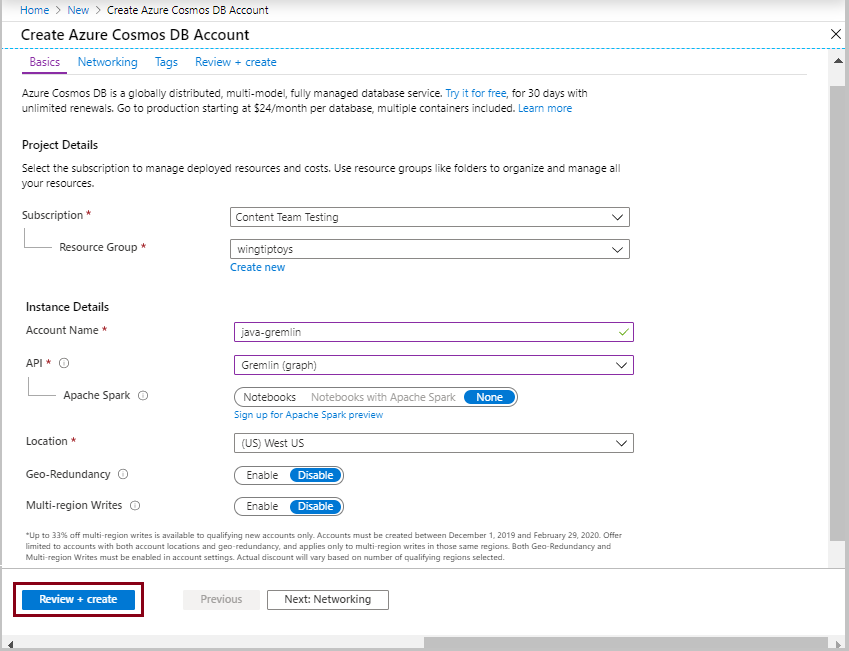 Home > New > Create Azure Cosmos DB Account
Create Azure Cosmos DB Account
Basics Networking Tags Review + create
Azure Cosmos DB is a globally distributed, multi-model, fully managed database service. Try it for free, for 30 days with
unlimited renewals. Go to production starting at $24/month per database, multiple containers included. Learn more
Project Details
Select the subscription to manage deployed resources and costs. Use resource groups like folders to organize and manage all
your resources.
Subscription * Content Team Testing
Resource Group * wingtiptoys
Create new
Instance Details
Account Name * java-gremlin
API * Gremlin (graph)
Apache Spark Notebooks Notebooks with Apache Spark None
Sign up for Apache Spark preview
Location * (US) West US
Geo-Redundancy Enable Disable
Multi-region Writes Enable Disable
*Up to 33% off multi-region writes is available to qualifying new accounts only. Accounts must be created between December 1, 2019 and February 29, 2020. Offer
limited to accounts with both account locations and geo-redundancy, and applies only to multi-region writes in those same regions. Both Geo-Redundancy and
Multi-region Writes must be enabled in account settings. Actual discount will vary based on number of qualifying regions selected.
Review + create Previous Next: Networking